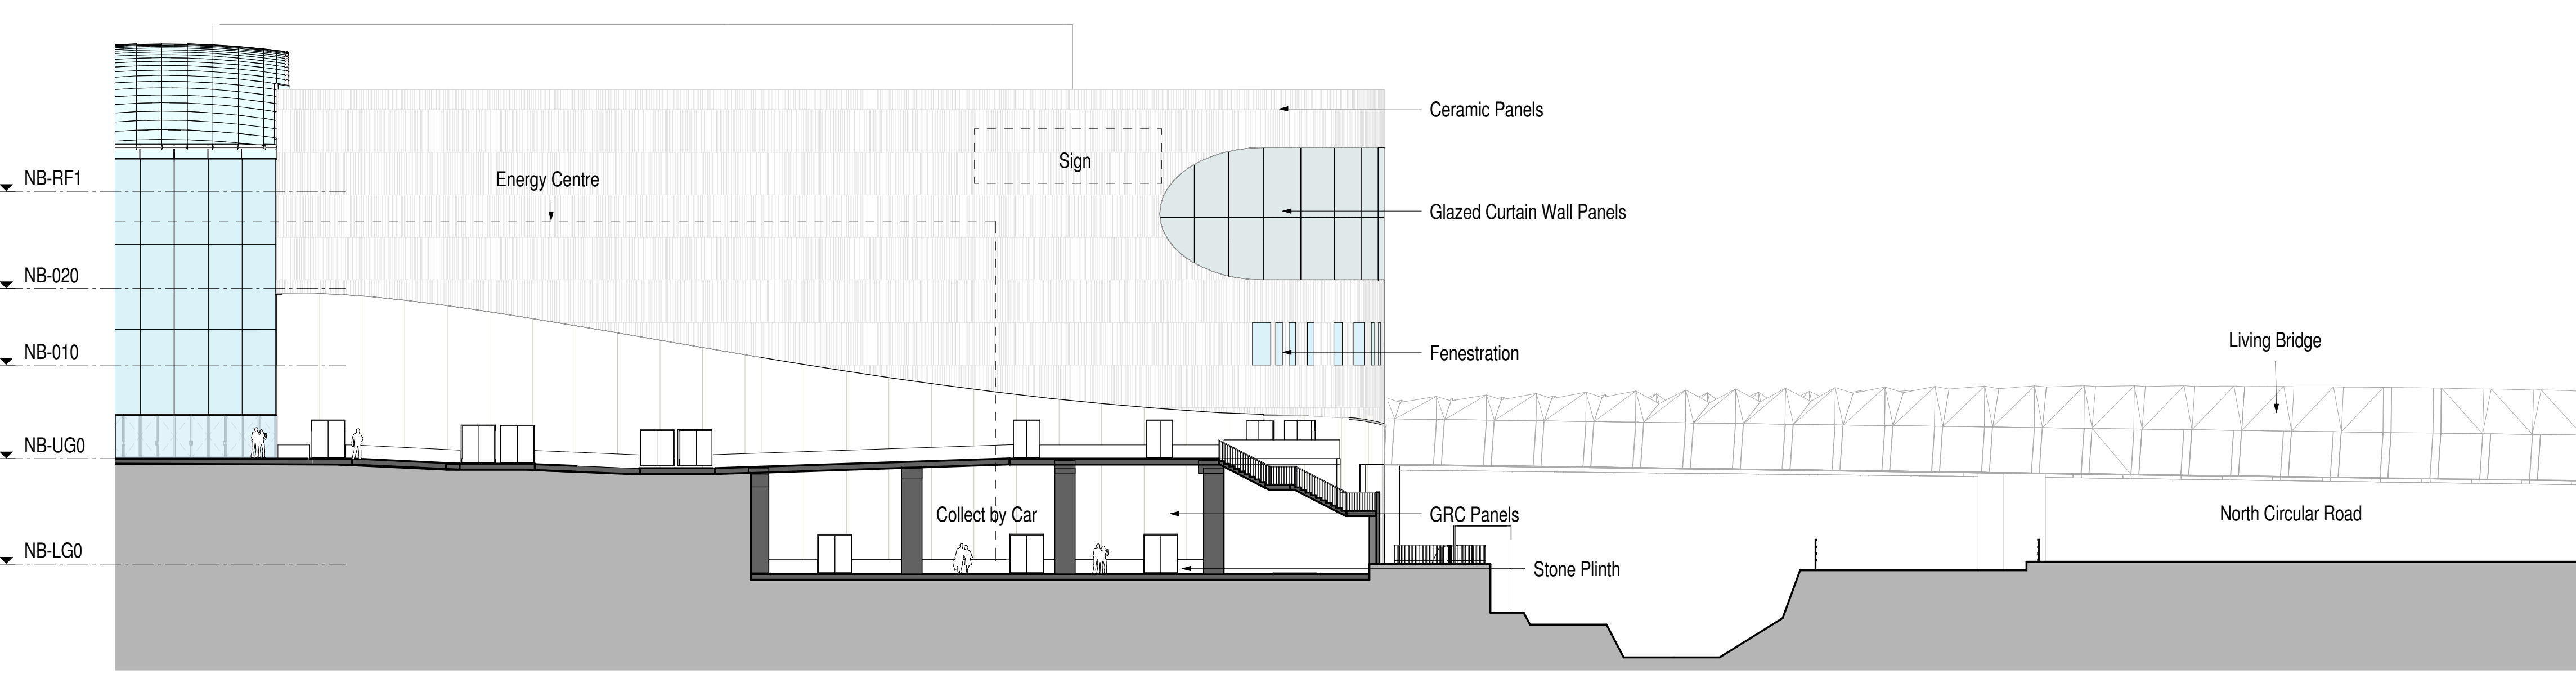 Ceramic Panels
Sign
Energy Centre
NB-RF1
Glazed Curtain Wall Panels
NB-020
Living Bridge
NB-010
Fenestration
NB-UG0
Collect by Car
GRC Panels
North Circular Road
NB-LG0
Stone Plinth